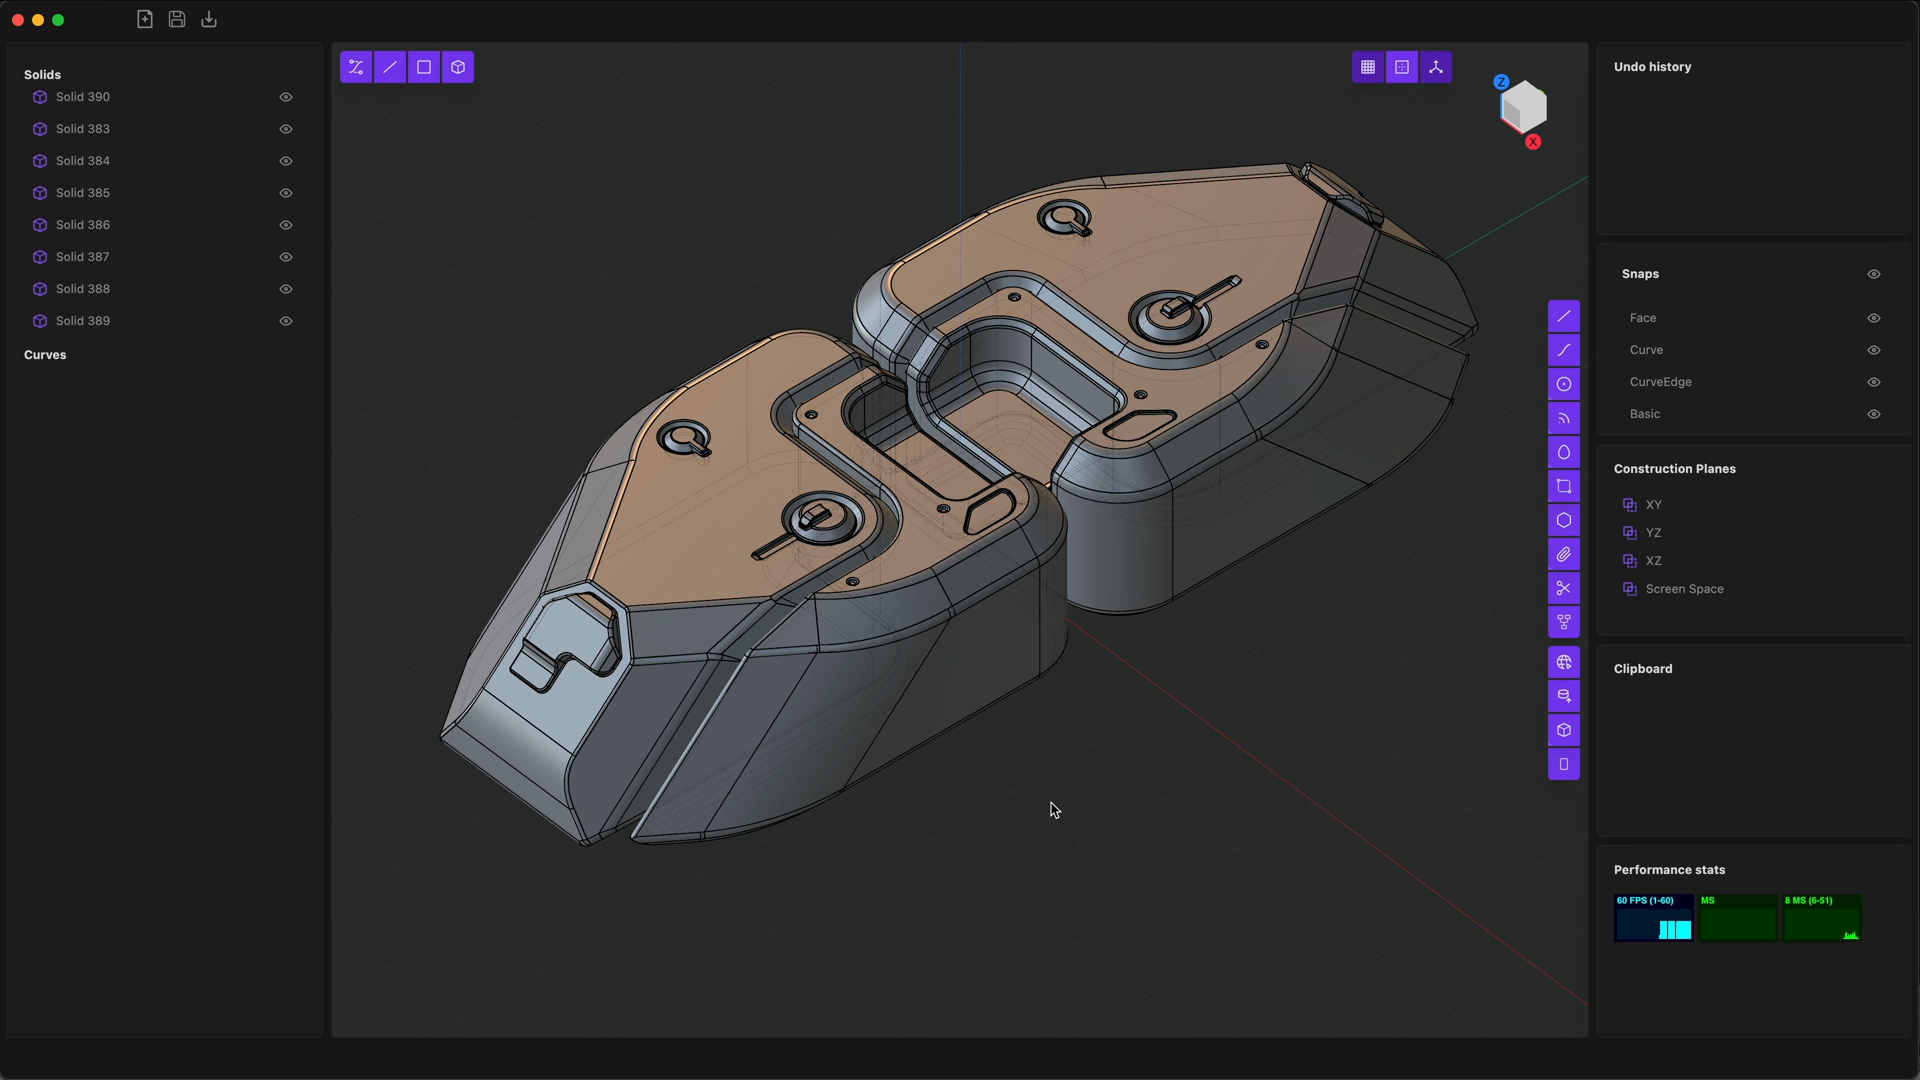 Solids
Solid 390
Solid 383
Solid 384
Solid 385
Solid 386
Solid 387
Solid 388
Solid 389
Curves
Z
X
Undo history
Snaps
Face
Curve
CurveEdge
Basic
Construction Planes
XY
YZ
XZ
Screen Space
Clipboard
Performance stats
60 FPS (1-60)
MS
8 MS (6-51)